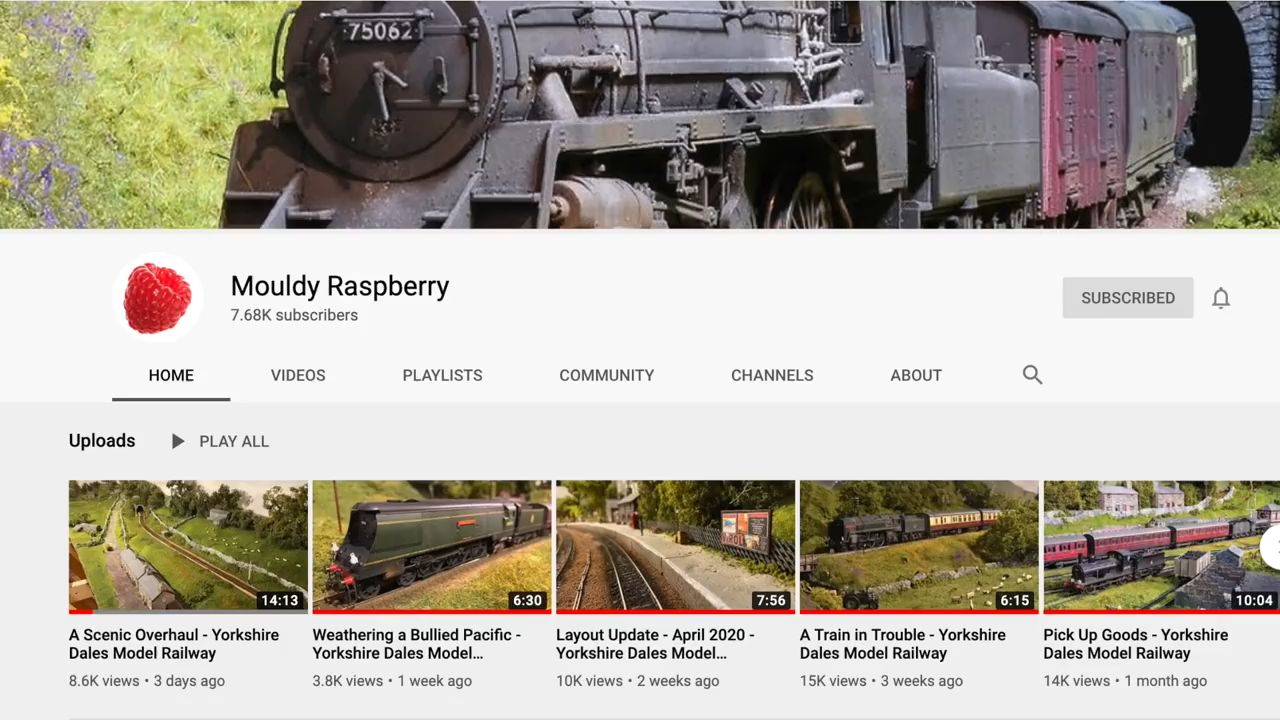 75062
Mouldy Raspberry
7.68K subscribers
SUBSCRIBED
HOME VIDEOS PLAYLISTS COMMUNITY CHANNELS ABOUT
Uploads PLAY ALL
14:13 6:30 7:56 6:15 10:04
A Scenic Overhaul - Yorkshire
Dales Model Railway
8.6K views • 3 days ago
Weathering a Bullied Pacific -
Yorkshire Dales Model...
3.8K views • 1 week ago
Layout Update - April 2020 -
Yorkshire Dales Model...
10K views • 2 weeks ago
A Train in Trouble - Yorkshire
Dales Model Railway
15K views • 3 weeks ago
Pick Up Goods - Yorkshire
Dales Model Railway
14K views • 1 month ago